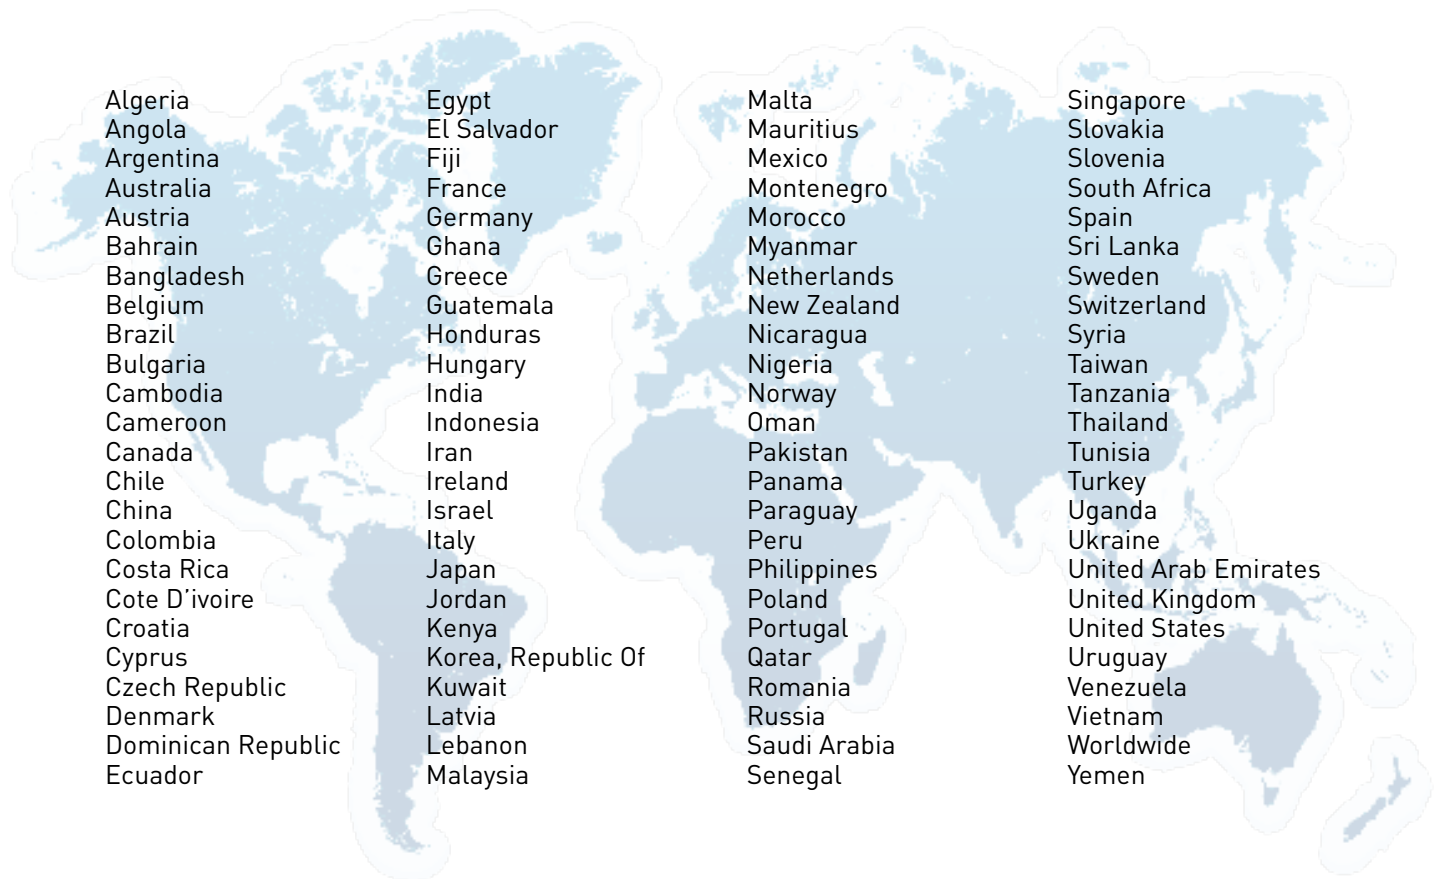 Algeria
Angola
Argentina
Australia
Austria
Bahrain
Bangladesh
Belgium
Brazil
Bulgaria
Cambodia
Cameroon
Canada
Chile
China
Colombia
Costa Rica
Cote D’ivoire
Croatia
Cyprus
Czech Republic
Denmark
Dominican Republic
Ecuador
Egypt
El Salvador
Fiji
France
Germany
Ghana
Greece
Guatemala
Honduras
Hungary
India
Indonesia
Iran
Ireland
Israel
Italy
Japan
Jordan
Kenya
Korea, Republic Of
Kuwait
Latvia
Lebanon
Malaysia
Malta
Mauritius
Mexico
Montenegro
Morocco
Myanmar
Netherlands
New Zealand
Nicaragua
Nigeria
Norway
Oman
Pakistan
Panama
Paraguay
Peru
Philippines
Poland
Portugal
Qatar
Romania
Russia
Saudi Arabia
Senegal
Singapore
Slovakia
Slovenia
South Africa
Spain
Sri Lanka
Sweden
Switzerland
Syria
Taiwan
Tanzania
Thailand
Tunisia
Turkey
Uganda
Ukraine
United Arab Emirates
United Kingdom
United States
Uruguay
Venezuela
Vietnam
Worldwide
Yemen